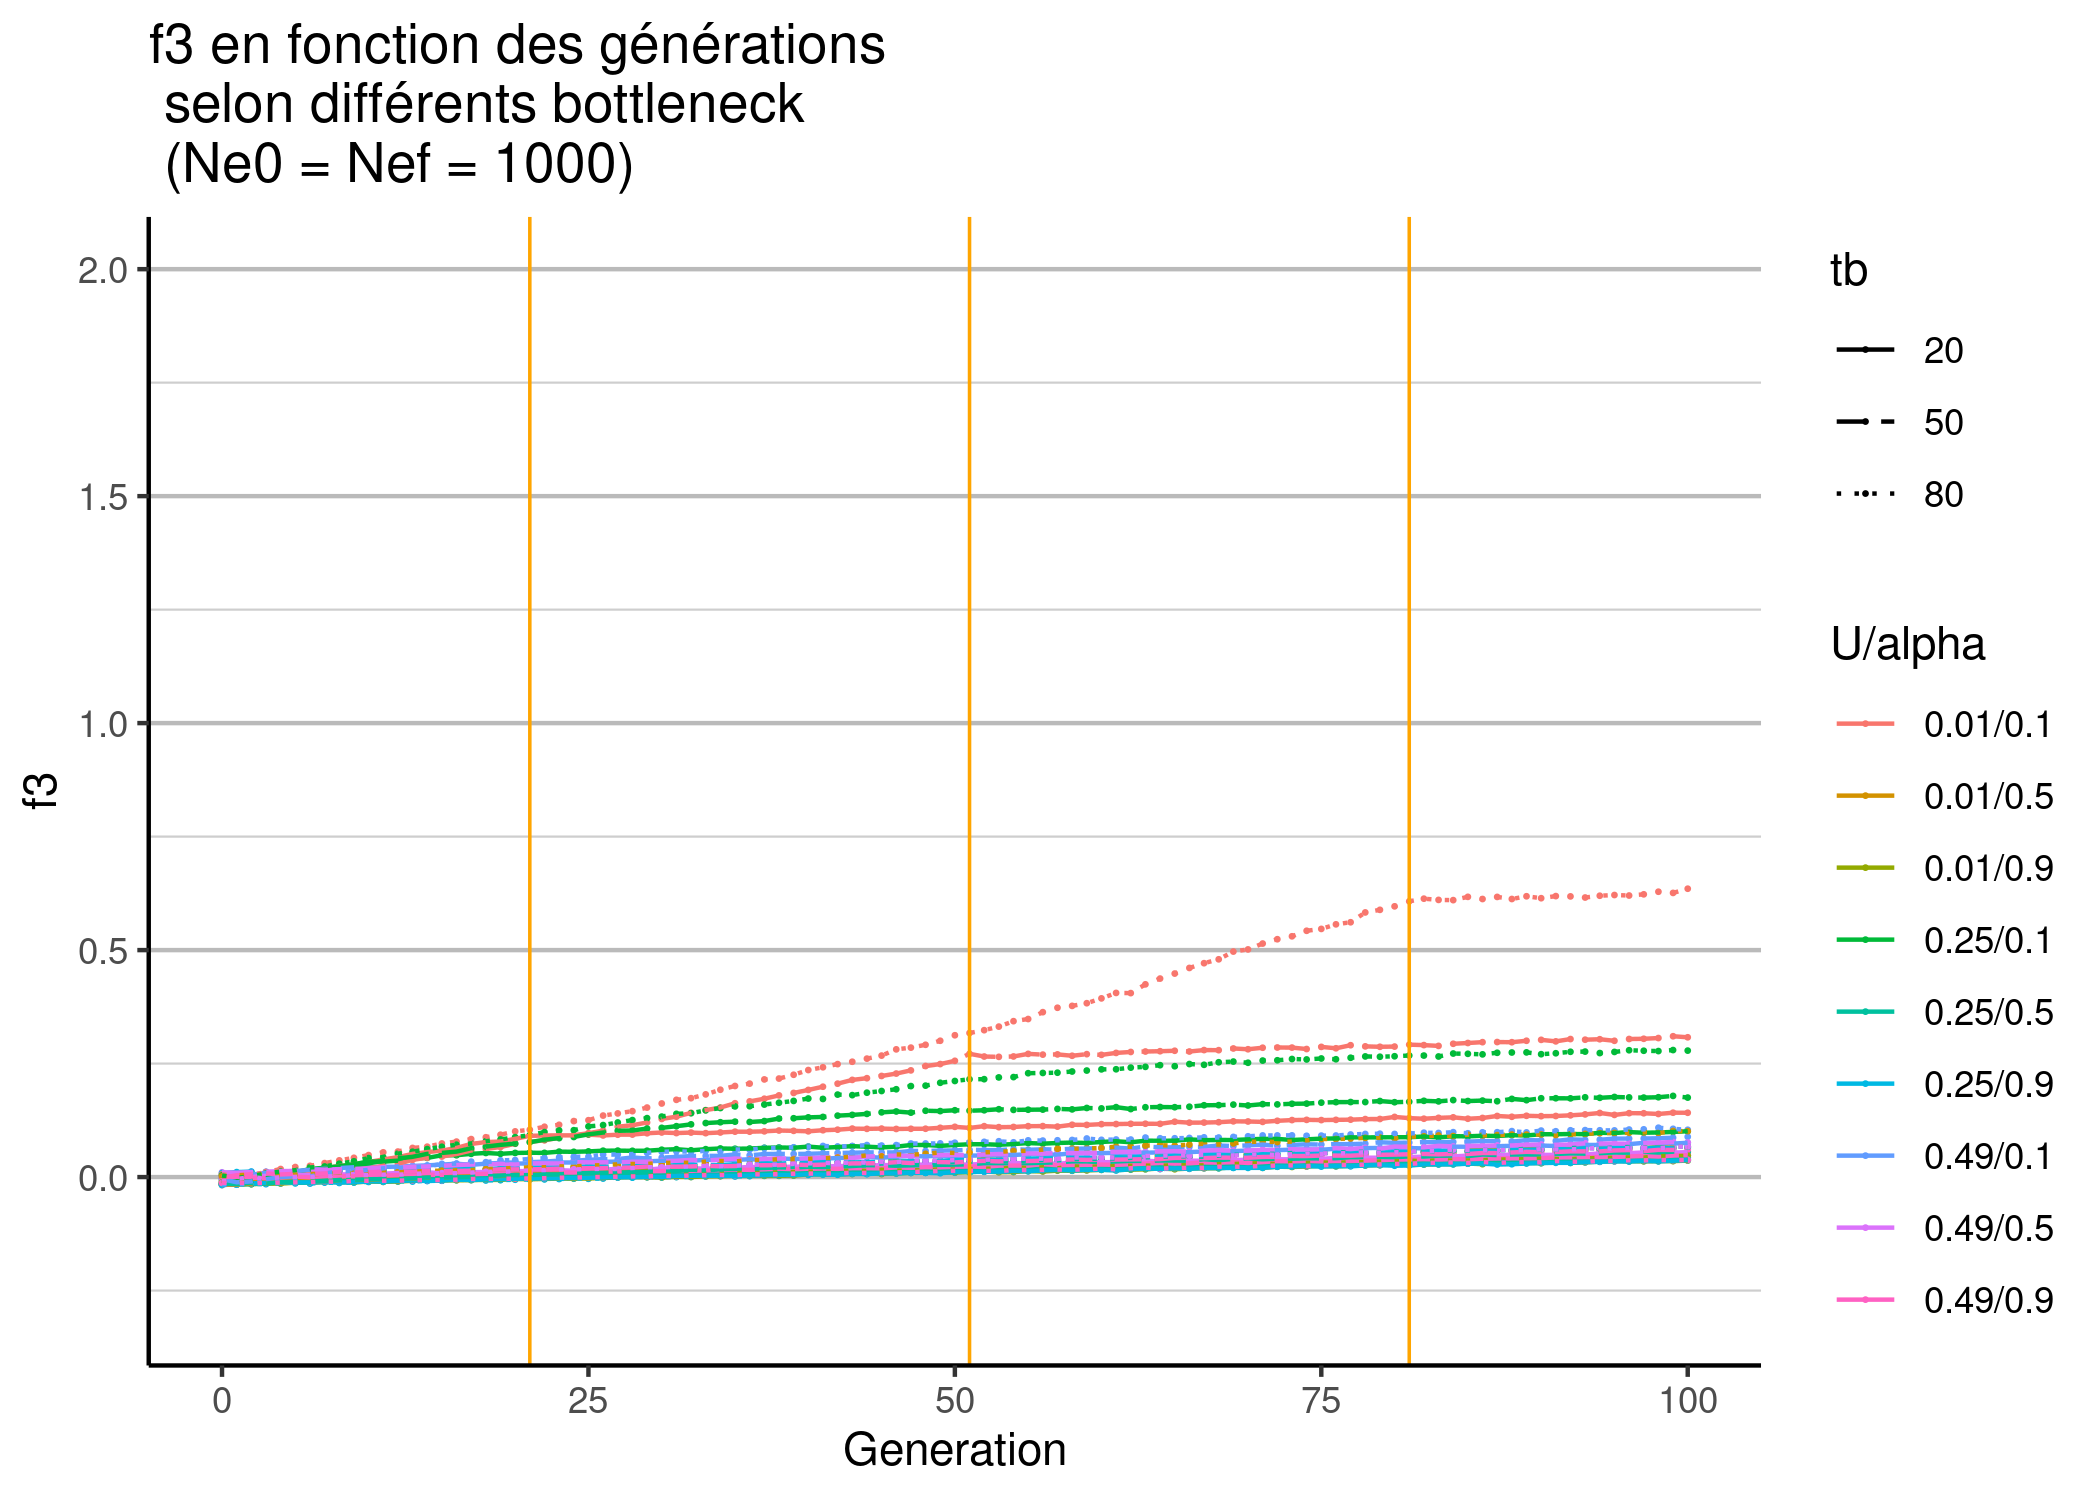 f3 en fonction des générations
selon différents bottleneck
(Ne0 = Nef = 1000)
f3
2.0
1.5
1.0
0.5
0.0
0 25 50 75 100
Generation
tb
20
50
80
U/alpha
0.01/0.1
0.01/0.5
0.01/0.9
0.25/0.1
0.25/0.5
0.25/0.9
0.49/0.1
0.49/0.5
0.49/0.9